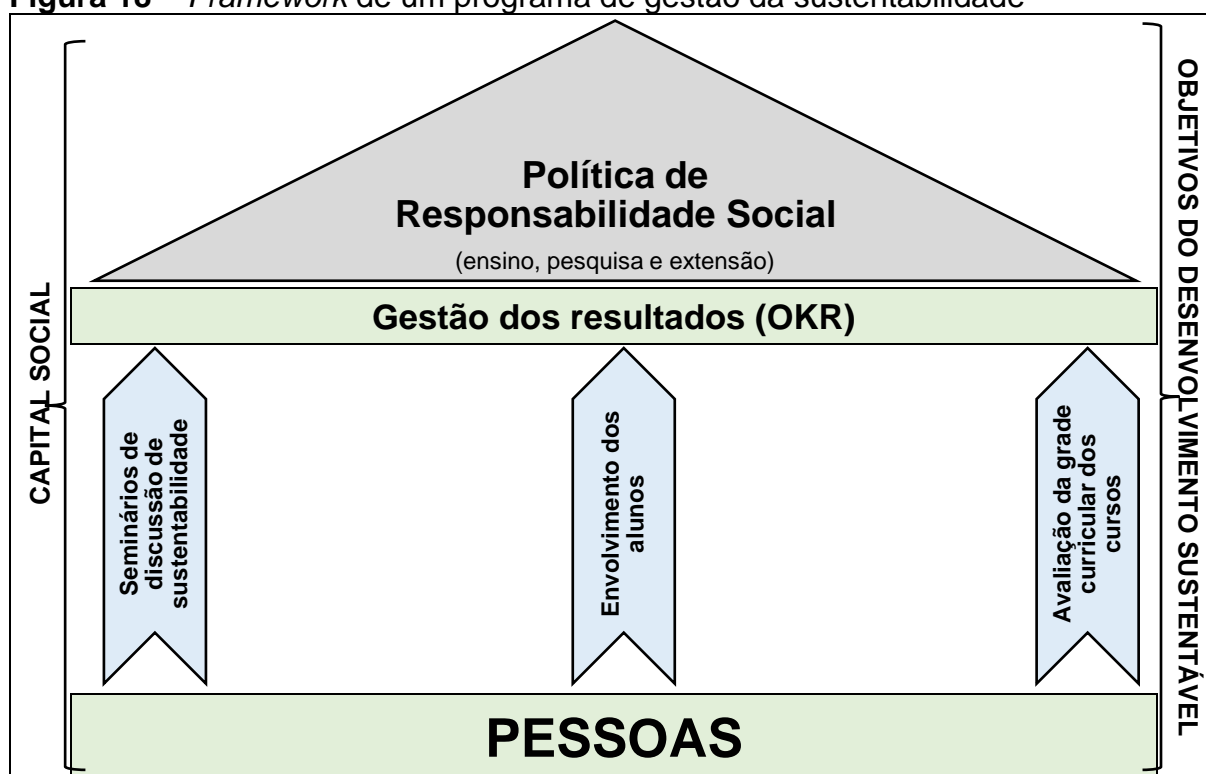 Figura 18 – Framework de um programa de gestão da sustentabilidade
Política de
Responsabilidade Social
(ensino, pesquisa e extensão)
Gestão dos resultados (OKR)
CAPITAL SOCIAL
Seminários de
discussão de
sustentabilidade
Envolvimento dos
alunos
Avaliação da grade
curricular dos
cursos
OBJETIVOS DO DESENVOLVIMENTO SUSTENTÁVEL
PESSOAS